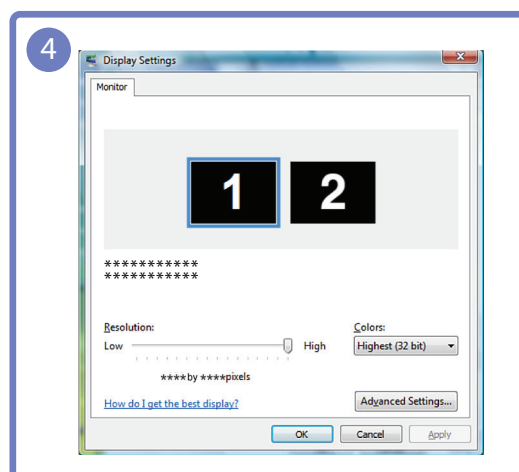 4
Display Settings
Monitor
1 2
***********
***********
Resolution: Colors:
Low High Highest (32 bit)
****by ****pixels
How do I get the best display? Advanced Settings...
OK Cancel Apply